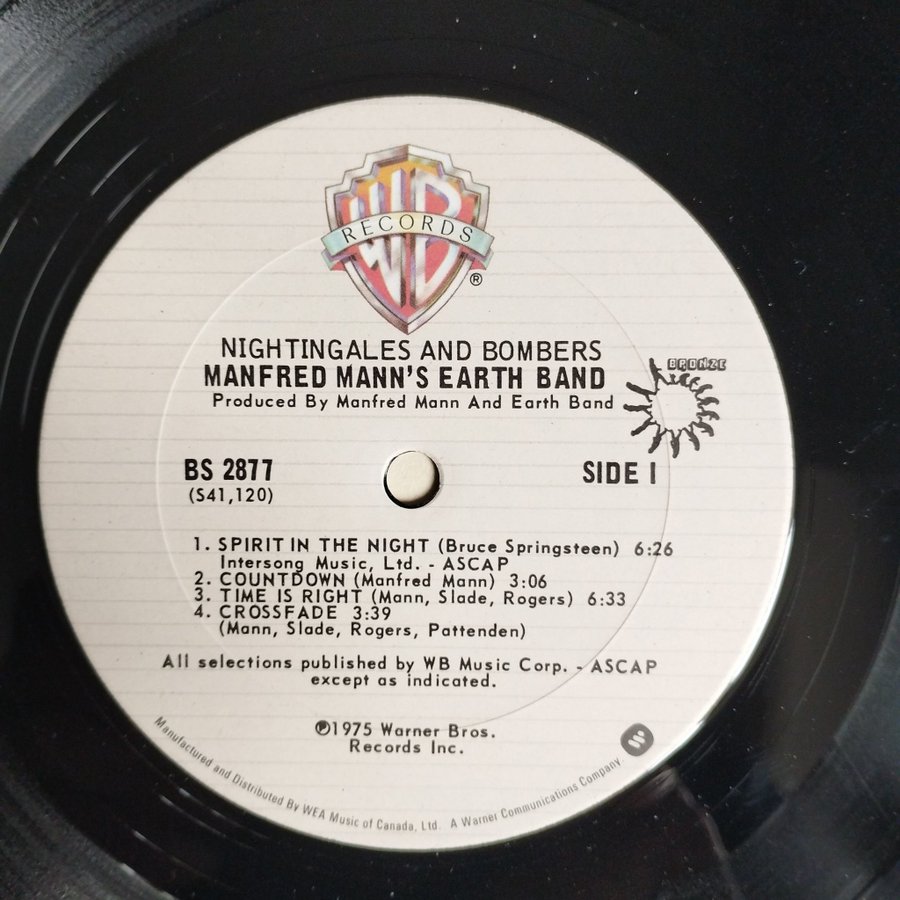 WB
RECORDS
®
NIGHTINGALES AND BOMBERS
MANFRED MANN'S EARTH BAND
BRONZE
Produced By Manfred Mann And Earth Band
BS 2877
SIDE I
(S41,120)
1. SPIRIT IN THE NIGHT (Bruce Springsteen) 6:26
Intersong Music, Ltd. - ASCAP
2. COUNTDOWN (Manfred Mann) 3:06
3. TIME IS RIGHT (Mann, Slade, Rogers) 6:33
4. CROSSFADE 3:39
(Mann, Slade, Rogers, Pattenden)
All selections published by WB Music Corp. - ASCAP
except as indicated.
℗1975 Warner Bros.
Records Inc.
Manufactured and Distributed By WEA Music of Canada, Ltd. A Warner Communications Company